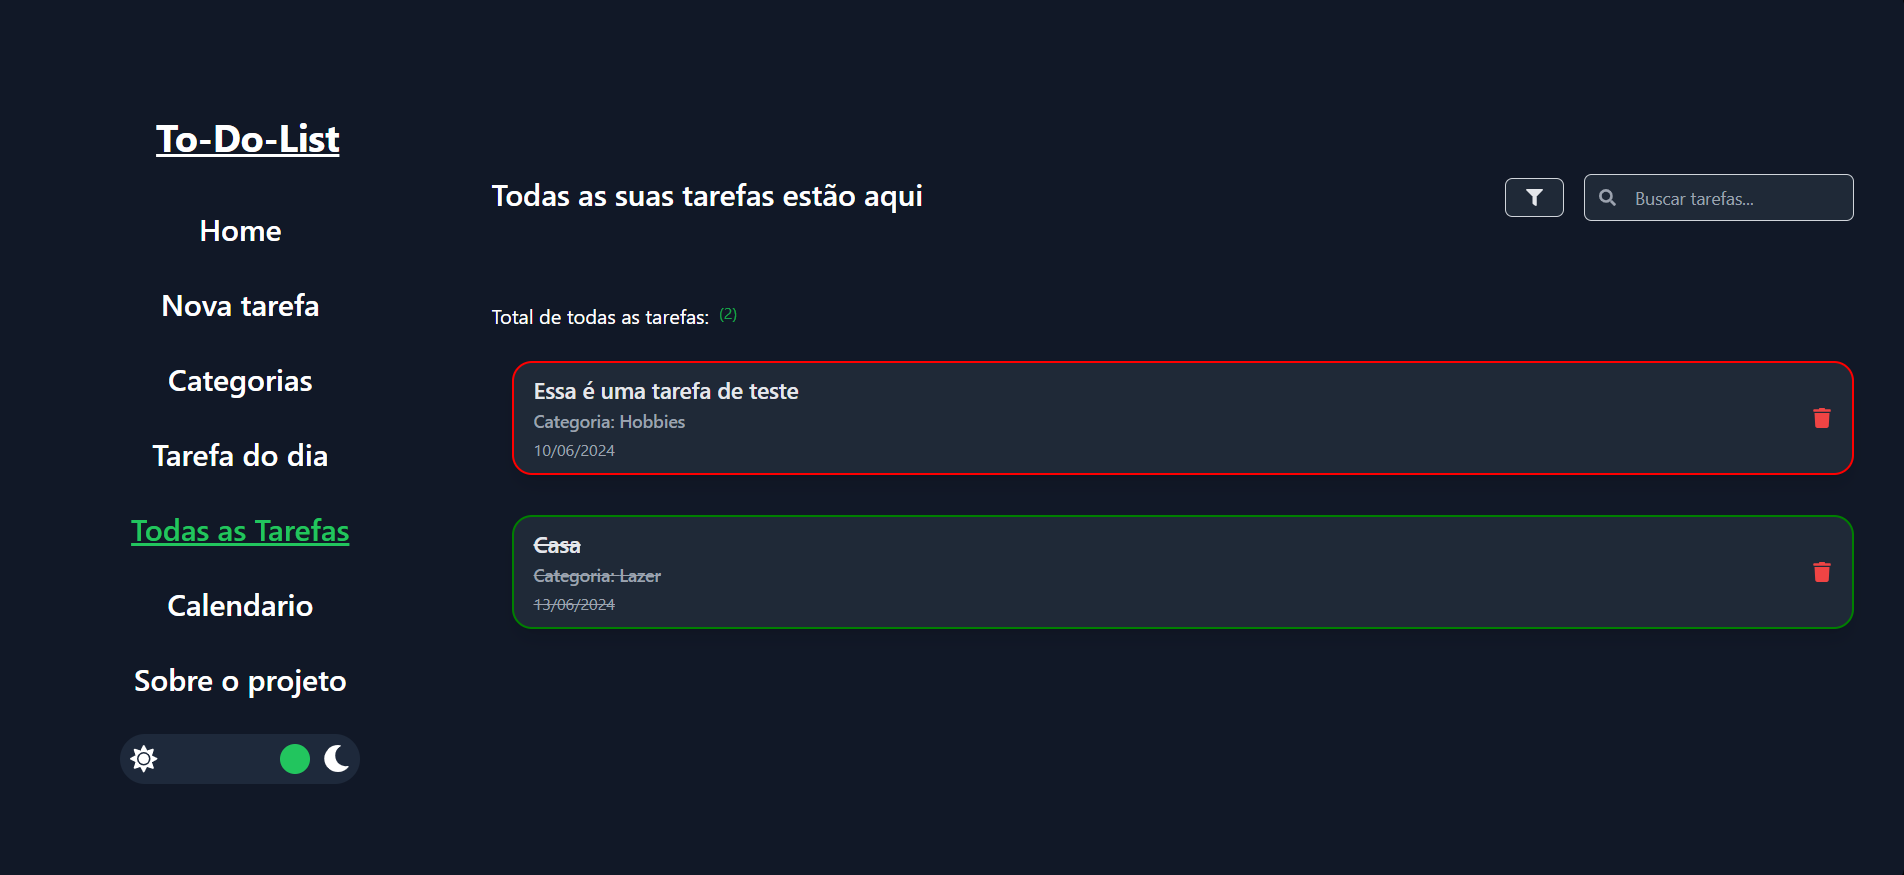 To-Do-List
Home
Nova tarefa
Categorias
Tarefa do dia
Todas as Tarefas
Calendario
Sobre o projeto
Todas as suas tarefas estão aqui
Buscar tarefas...
Total de todas as tarefas: (2)
Essa é uma tarefa de teste
Categoria: Hobbies
10/06/2024
Casa
Categoria: Lazer
13/06/2024